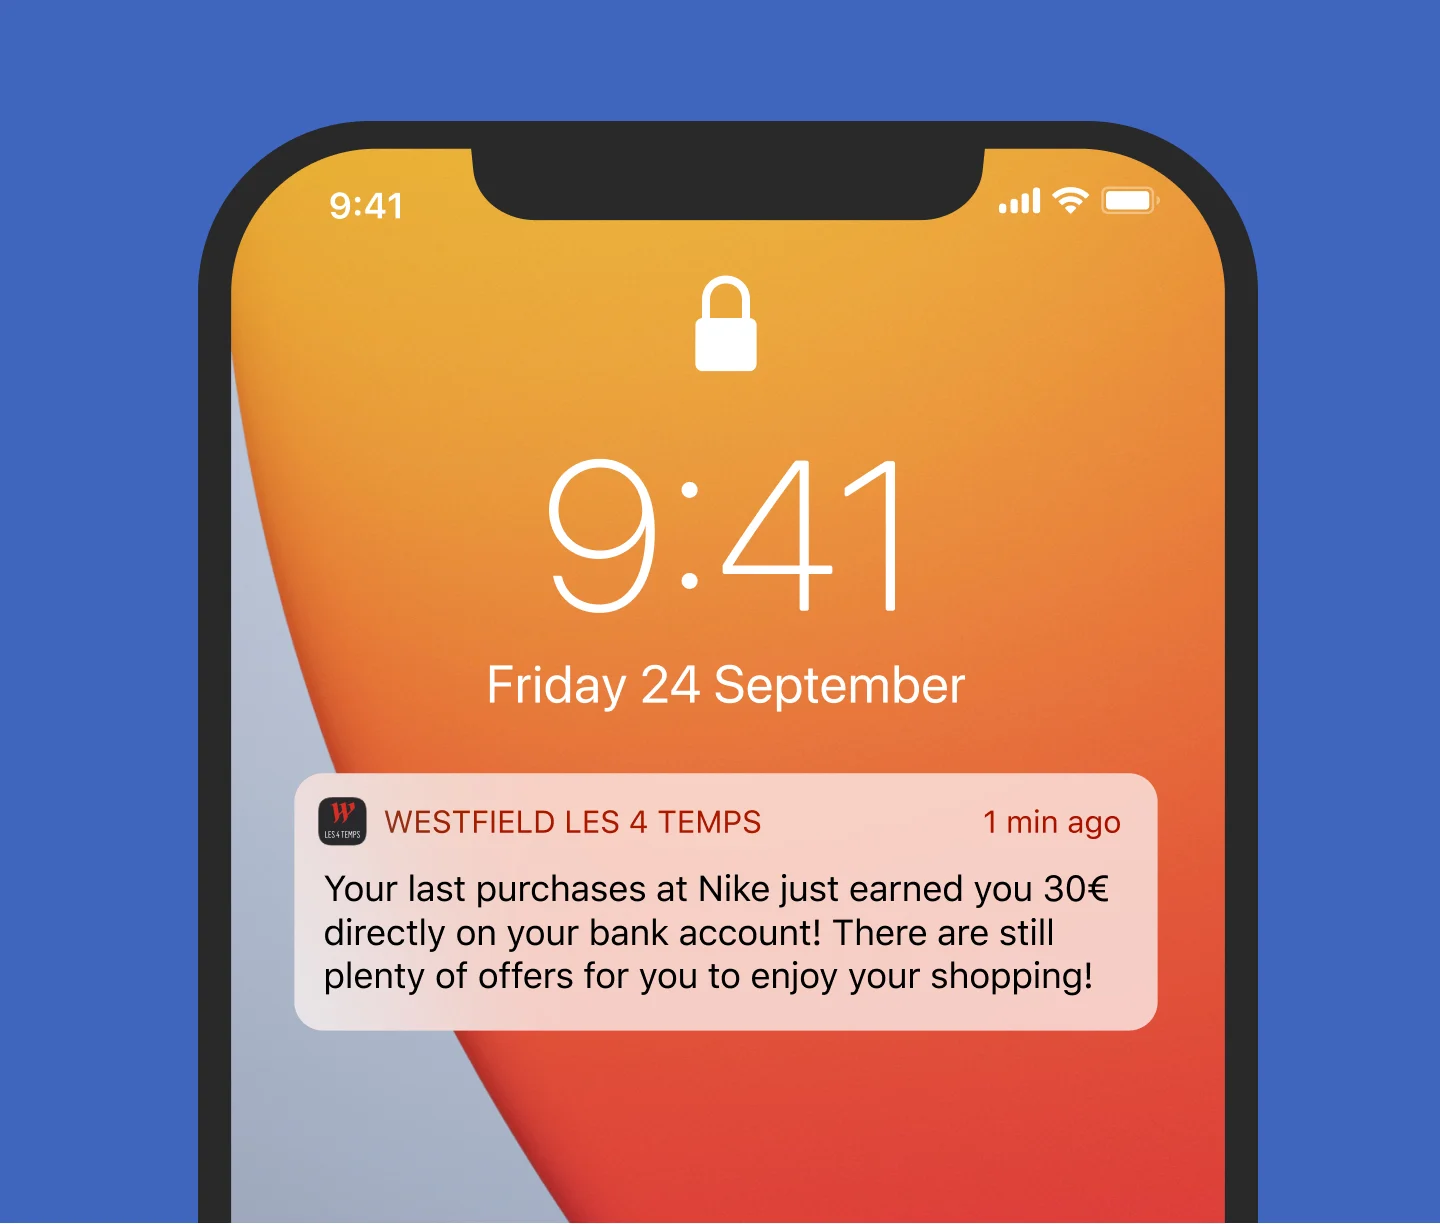 9:41
9:41
Friday 24 September
W
LES 4 TEMPS
WESTFIELD LES 4 TEMPS
1 min ago
Your last purchases at Nike just earned you 30€
directly on your bank account! There are still
plenty of offers for you to enjoy your shopping!